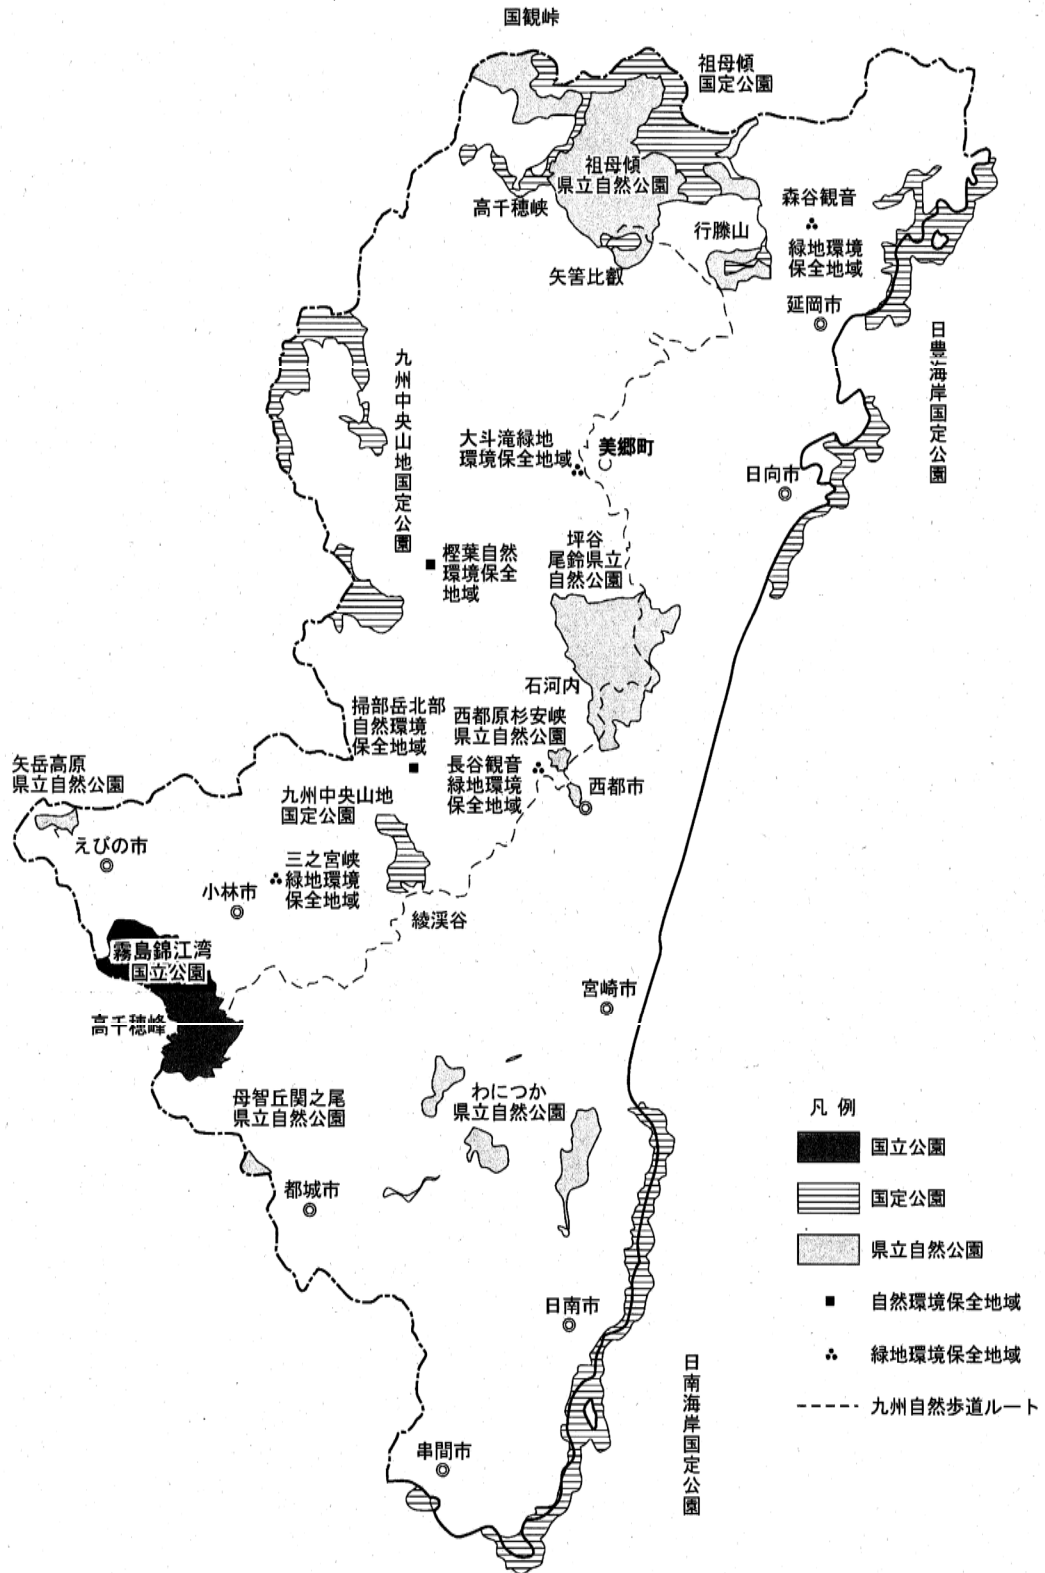 国観峠
祖母傾
国定公園
祖母傾
県立自然公園
高千穂峡
矢筈比叡
行縢山
森谷観音
緑地環境
保全地域
延岡市
日豊海岸国定公園
九州中央山地国定公園
大斗滝緑地
環境保全地域
美郷町
日向市
樫葉自然
環境保全
地域
坪谷
尾鈴県立
自然公園
石河内
掃部岳北部
自然環境
保全地域
西都原杉安峡
県立自然公園
長谷観音
緑地環境
保全地域
西都市
矢岳高原
県立自然公園
えびの市
九州中央山地
国定公園
三之宮峡
緑地環境
保全地域
小林市
綾渓谷
霧島錦江湾
国立公園
高千穂峰
宮崎市
母智丘関之尾
県立自然公園
わにつか
県立自然公園
都城市
日南市
日南海岸国定公園
串間市
凡例
国立公園
国定公園
県立自然公園
自然環境保全地域
緑地環境保全地域
九州自然歩道ルート